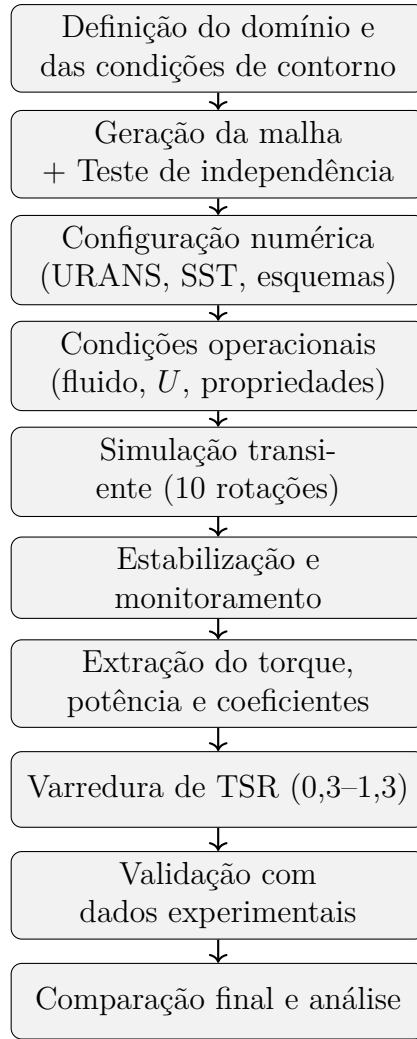 Definição do domínio e
das condições de contorno
Geração da malha
+ Teste de independência
Configuração numérica
(URANS, SST, esquemas)
Condições operacionais
(fluido, U, propriedades)
Simulação transi-
ente (10 rotações)
Estabilização e
monitoramento
Extração do torque,
potência e coeficientes
Varredura de TSR (0,3–1,3)
Validação com
dados experimentais
Comparação final e análise